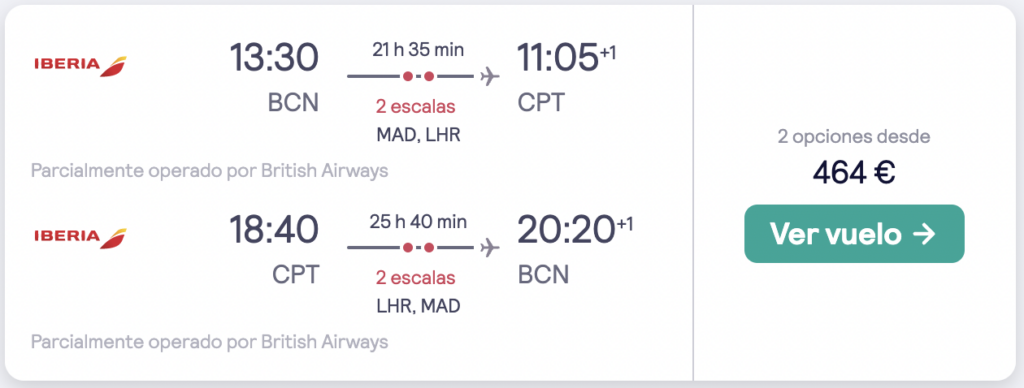 IBERIA
13:30
BCN
21 h 35 min
2 escalas
MAD, LHR
11:05+1
CPT
Parcialmente operado por British Airways
IBERIA
18:40
CPT
25 h 40 min
2 escalas
LHR, MAD
20:20+1
BCN
Parcialmente operado por British Airways
2 opciones desde
464 €
Ver vuelo →